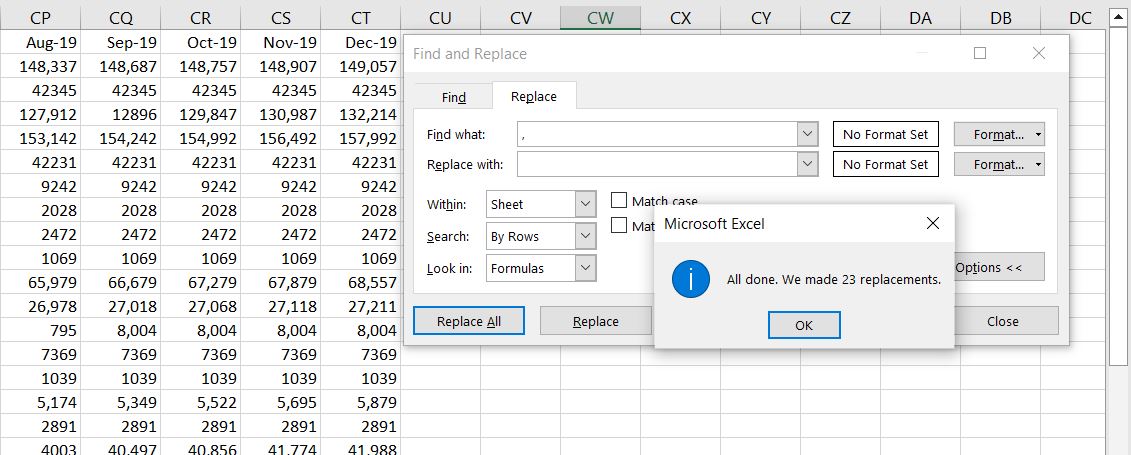 CP CQ CR CS CT CU CV CW CX CY CZ DA DB DC
Aug-19 Sep-19 Oct-19 Nov-19 Dec-19
148,337 148,687 148,757 148,907 149,057
42345 42345 42345 42345 42345
127,912 12896 129,847 130,987 132,214
153,142 154,242 154,992 156,492 157,992
42231 42231 42231 42231 42231
9242 9242 9242 9242 9242
2028 2028 2028 2028 2028
2472 2472 2472 2472 2472
1069 1069 1069 1069 1069
65,979 66,679 67,279 67,879 68,557
26,978 27,018 27,068 27,118 27,211
795 8,004 8,004 8,004 8,004
7369 7369 7369 7369 7369
1039 1039 1039 1039 1039
5,174 5,349 5,522 5,695 5,879
2891 2891 2891 2891 2891
4003 40,497 40,856 41,774 41,988
Find and Replace
Find Replace
Find what: , No Format Set Format...
Replace with: No Format Set Format...
Within: Sheet Match case
Search: By Rows Mat
Look in: Formulas Options <<
Replace All Replace Close
Microsoft Excel
All done. We made 23 replacements.
OK